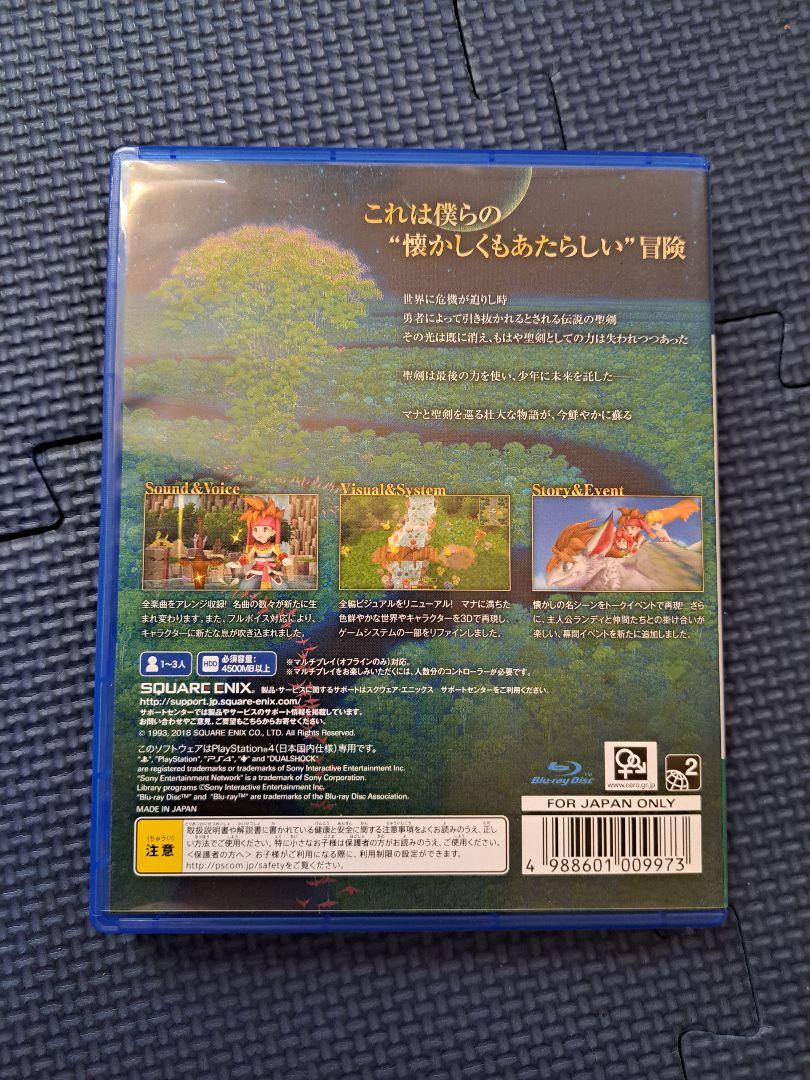 これは僕らの
“懐かしくもあたらしい”冒険
世界に危機が迫りし時
勇者によって引き抜かれるとされる伝説の聖剣
その光は既に消え、もはや聖剣としての力は失われつつあった
聖剣は最後の力を使い、少年に未来を託した──
マナと聖剣を巡る壮大な物語が、今鮮やかに蘇る
Sound&Voice
全楽曲をアレンジ収録! 名曲の数々が新たに生
まれ変わります。また、フルボイス対応により、
キャラクターに新たな息が吹き込まれました。
Visual&System
全編ビジュアルをリニューアル! マナに満ちた
色鮮やかな世界やキャラクターを3Dで再現し、
ゲームシステムの一部をリファインしました。
Story&Event
懐かしの名シーンをトークイベントで再現! さら
に、主人公ランディと仲間たちとの掛け合いが
楽しい、幕間イベントを新たに追加しました。
1~3人
HDD 必須容量:
4500MB以上
※マルチプレイ(オフラインのみ)対応。
※マルチプレイをお楽しみいただくには、人数分のコントローラーが必要です。
SQUARE ENIX. 製品・サービスに関するサポートはスクウェア・エニックス サポートセンターをご利用ください。
http://support.jp.square-enix.com/
サポートセンターでは製品やサービスのサポート情報を掲載しています。
お問い合わせやご意見、ご要望もこちらからお寄せください。
© 1993, 2018 SQUARE ENIX CO., LTD. All Rights Reserved.
このソフトウェアはPlayStation®4(日本国内仕様)専用です。
"PlayStation", "PS4", and "DUALSHOCK"
are registered trademarks or trademarks of Sony Interactive Entertainment Inc.
"Sony Entertainment Network" is a trademark of Sony Corporation.
Library programs ©Sony Interactive Entertainment Inc.
"Blu-ray Disc™" and "Blu-ray™" are trademarks of the Blu-ray Disc Association.
MADE IN JAPAN
Blu-ray Disc™
www.cero.gr.jp
2
FOR JAPAN ONLY
4 988601 009973
(ちゅうい)
注意
取扱説明書や解説書に書かれている健康と安全に関する注意事項をよくお読みのうえ、正し
い方法でご使用ください。特に小さなお子様は保護者の方がお読みのうえ、ご使用ください。
<保護者の方へ> お子様がご利用になる際に、利用制限の設定ができます。
http://pscom.jp/safetyをご覧ください。